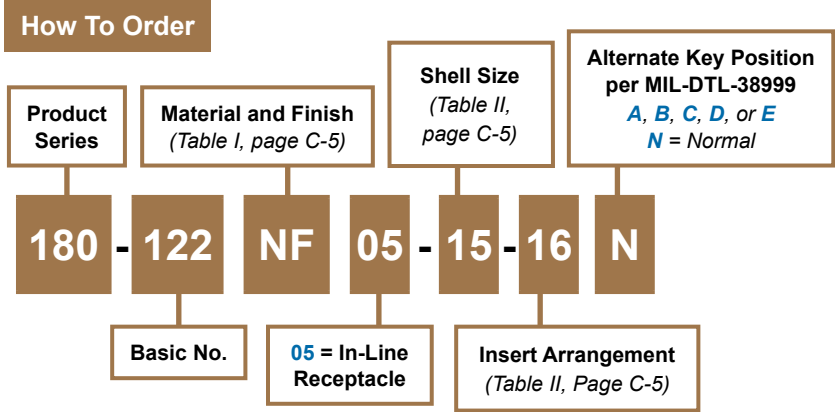 How To Order
Product
Series
Material and Finish
(Table I, page C-5)
Shell Size
(Table II,
page C-5)
Alternate Key Position
per MIL-DTL-38999
A, B, C, D, or E
N = Normal
180 - 122 NF 05 - 15 - 16 N
Basic No.
05 = In-Line
Receptacle
Insert Arrangement
(Table II, Page C-5)